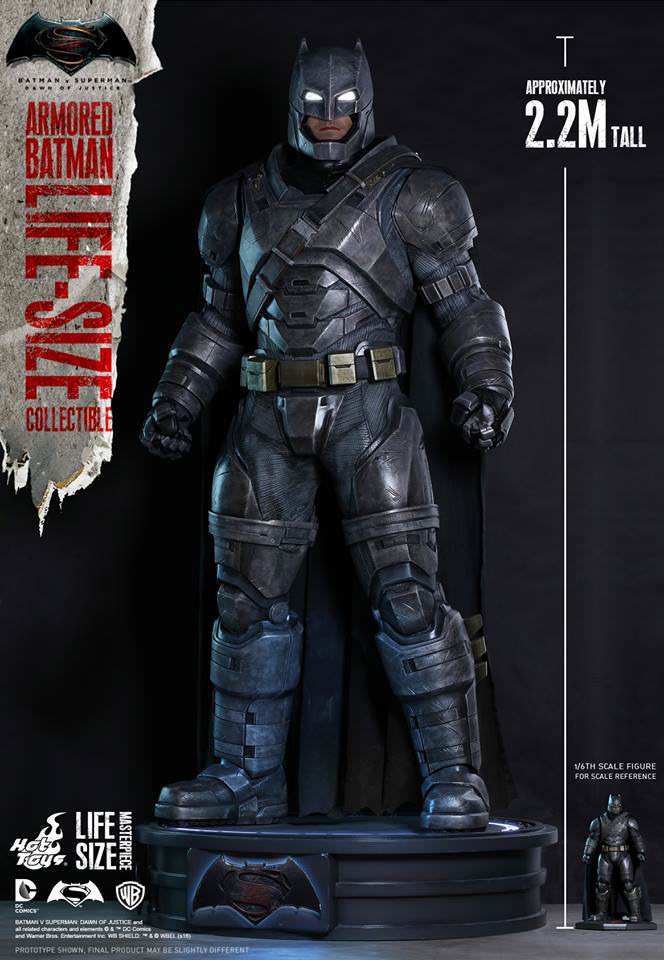 BATMAN V SUPERMAN
DAWN OF JUSTICE
ARMORED
BATMAN
LIFE-SIZE
COLLECTIBLE
APPROXIMATELY
2.2M TALL
1/6TH SCALE FIGURE
FOR SCALE REFERENCE
Hot
Toys.
LIFE
SIZE
MASTERPIECE
DC
COMICS™
WB
BATMAN V SUPERMAN: DAWN OF JUSTICE and
all related characters and elements © & ™ DC Comics
and Warner Bros. Entertainment Inc. WB SHIELD: ™ & © WBEI. (s16)
PROTOTYPE SHOWN, FINAL PRODUCT MAY BE SLIGHTLY DIFFERENT